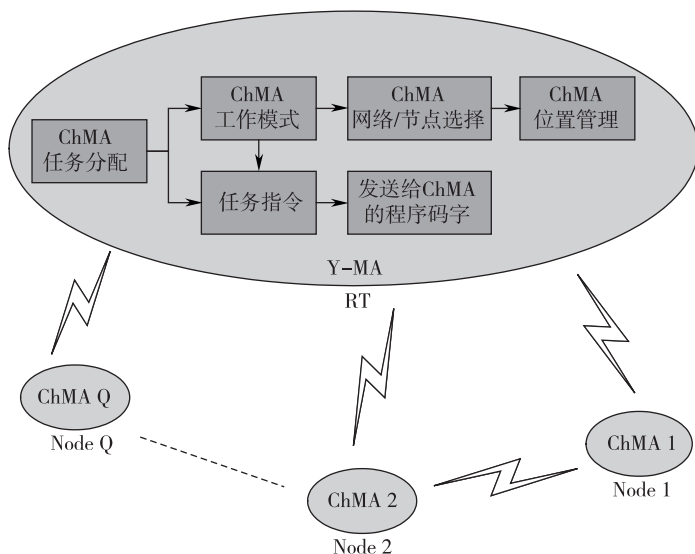 ChMA
任务分配
ChMA
工作模式
ChMA
网络/节点选择
ChMA
位置管理
任务指令
发送给ChMA
的程序码字
Y-MA
RT
ChMA Q
Node Q
ChMA 2
Node 2
ChMA 1
Node 1